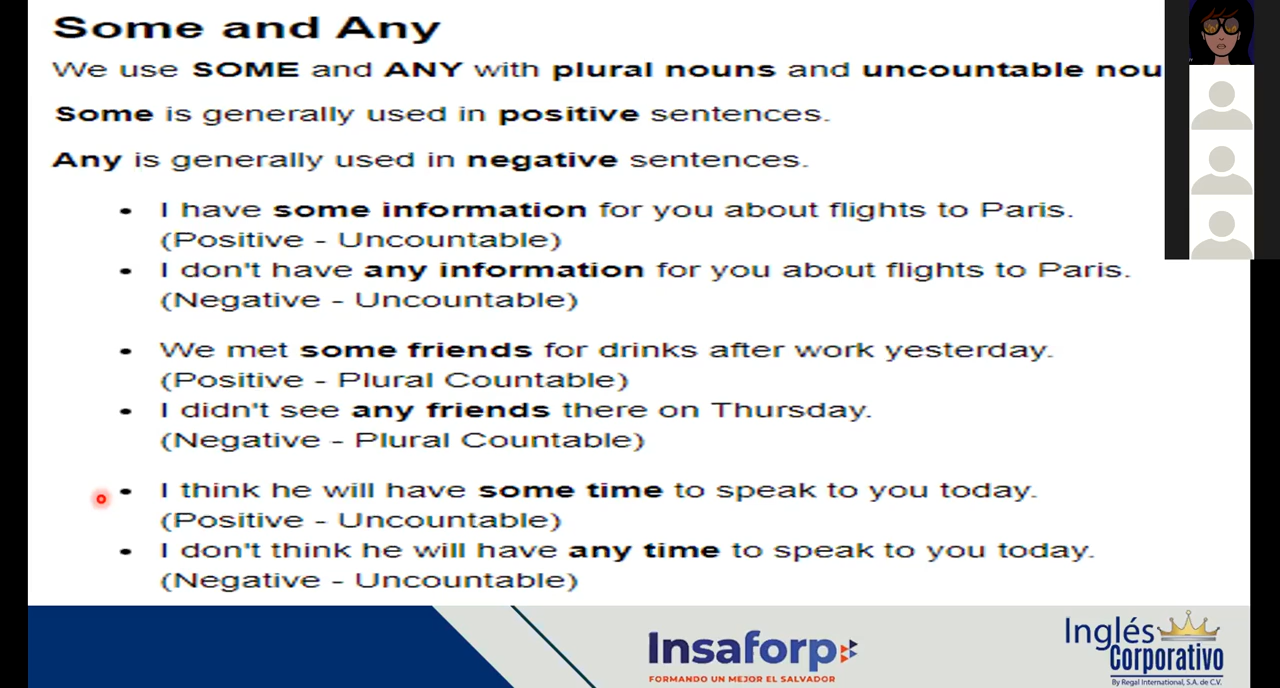 Some and Any
We use SOME and ANY with plural nouns and uncountable nou
Some is generally used in positive sentences.
Any is generally used in negative sentences.
• I have some information for you about flights to Paris.
(Positive - Uncountable)
• I don't have any information for you about flights to Paris.
(Negative - Uncountable)
• We met some friends for drinks after work yesterday.
(Positive - Plural Countable)
• I didn't see any friends there on Thursday.
(Negative - Plural Countable)
• I think he will have some time to speak to you today.
(Positive - Uncountable)
• I don't think he will have any time to speak to you today.
(Negative - Uncountable)
Insaforp
FORMANDO UN MEJOR EL SALVADOR
Inglés
Corporativo
By Regal International, S.A. de C.V.